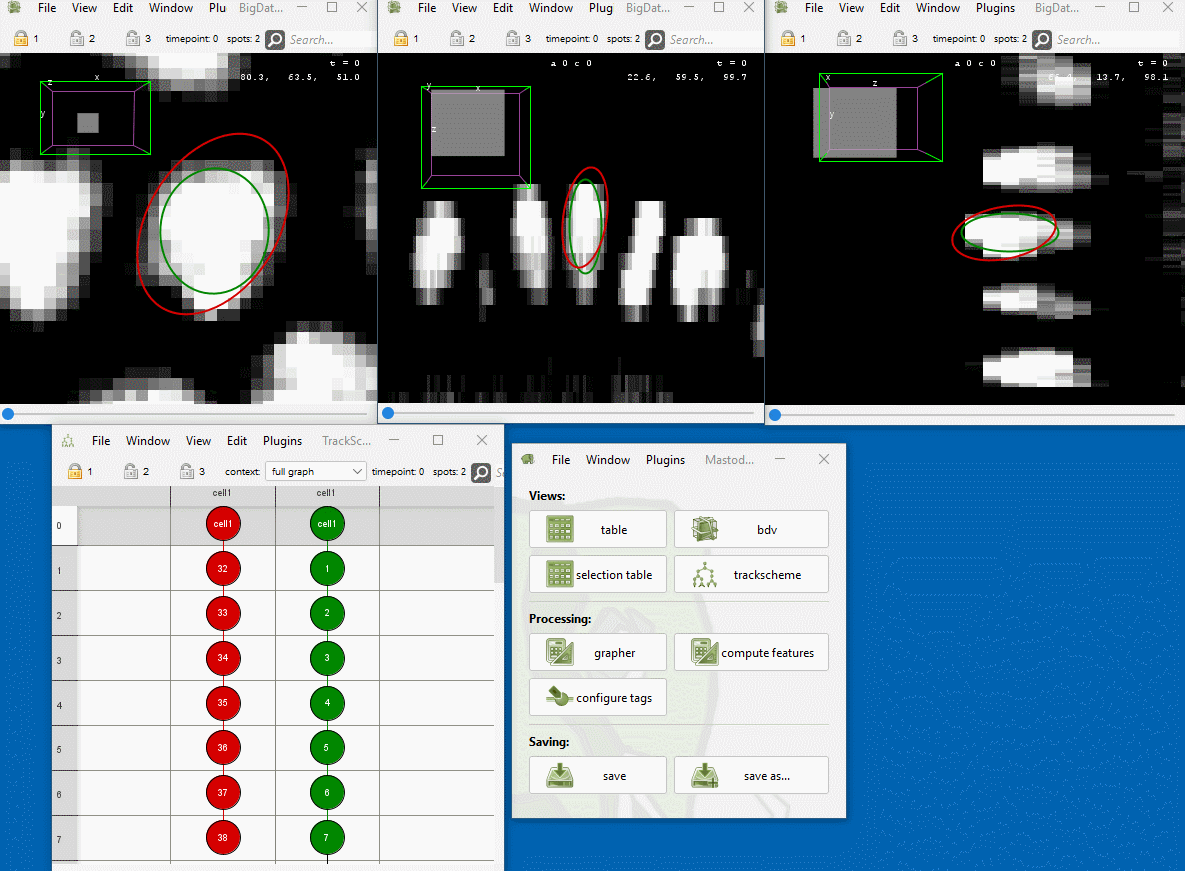 File View Edit Window Plu BigDat...
1 2 3 timepoint: 0 spots: 2 Search...
t = 0
80.3, 63.5, 51.0
z x
y
File View Edit Window Plug BigDat...
1 2 3 timepoint: 0 spots: 2 Search...
a 0 c 0 t = 0
22.6, 59.5, 99.7
y x
z
File View Edit Window Plugins BigDat...
1 2 3 timepoint: 0 spots: 2 Search...
a 0 c 0 t = 0
13.7, 98.1
x z
y
File Window View Edit Plugins TrackSc...
1 2 3 context: full graph timepoint: 0 spots: 2
cell1 cell1
0 cell1 cell1
1 32 1
2 33 2
3 34 3
4 35 4
5 36 5
6 37 6
7 38 7
File Window Plugins Mastod...
Views:
table bdv
selection table trackscheme
Processing:
grapher compute features
configure tags
Saving:
save save as...